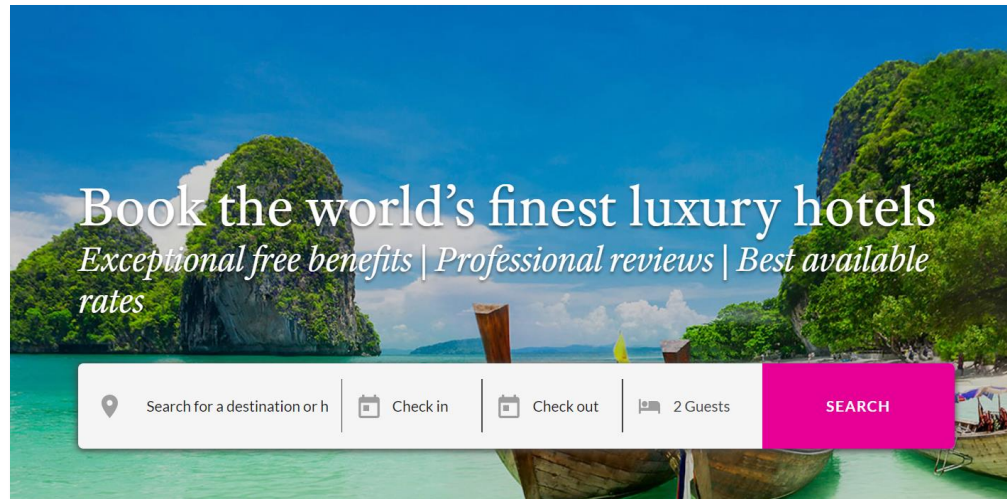 Book the world’s finest luxury hotels
Exceptional free benefits | Professional reviews | Best available
rates
Search for a destination or h
Check in
Check out
2 Guests
SEARCH